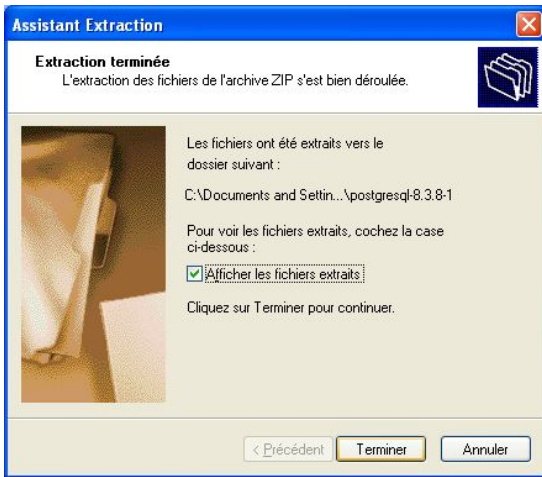 Assistant Extraction
Extraction terminée
L'extraction des fichiers de l'archive ZIP s'est bien déroulée.
Les fichiers ont été extraits vers le
dossier suivant :
C:\Documents and Settin...\postgresql-8.3.8-1
Pour voir les fichiers extraits, cochez la case
ci-dessous :
Afficher les fichiers extraits
Cliquez sur Terminer pour continuer.
< Précédent Terminer Annuler